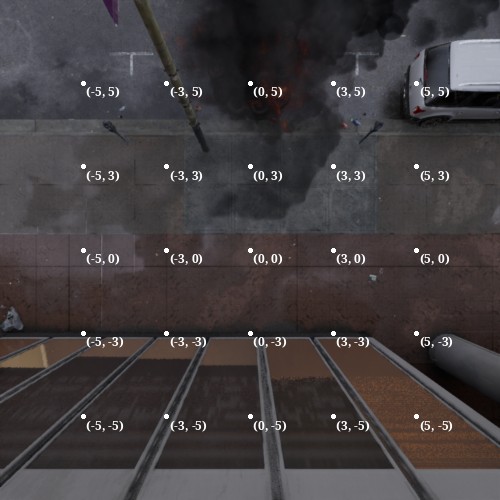 (-5, 5) (-3, 5) (0, 5) (3, 5) (5, 5)
(-5, 3) (-3, 3) (0, 3) (3, 3) (5, 3)
(-5, 0) (-3, 0) (0, 0) (3, 0) (5, 0)
(-5, -3) (-3, -3) (0, -3) (3, -3) (5, -3)
(-5, -5) (-3, -5) (0, -5) (3, -5) (5, -5)